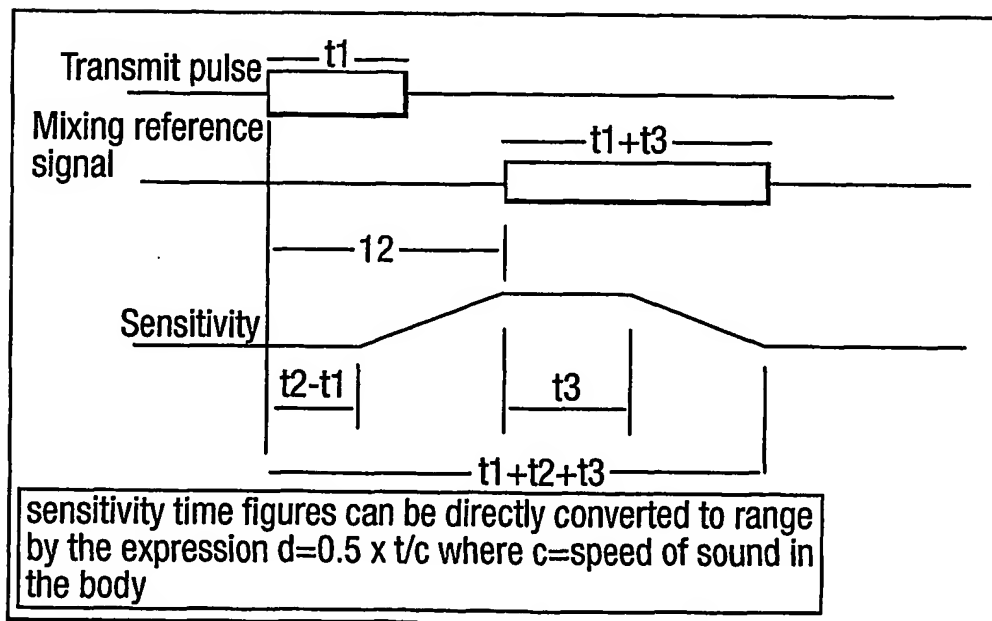 t1
Transmit pulse
Mixing reference
signal
t1+t3
12
Sensitivity
t2-t1
t3
t1+t2+t3
sensitivity time figures can be directly converted to range
by the expression d=0.5 x t/c where c=speed of sound in
the body